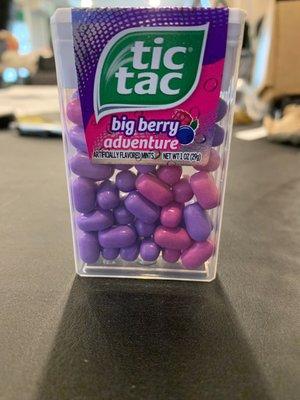 tic
tac
big berry
adventure
ARTIFICIALLY FLAVORED MINTS NET WT 1 OZ (29g)